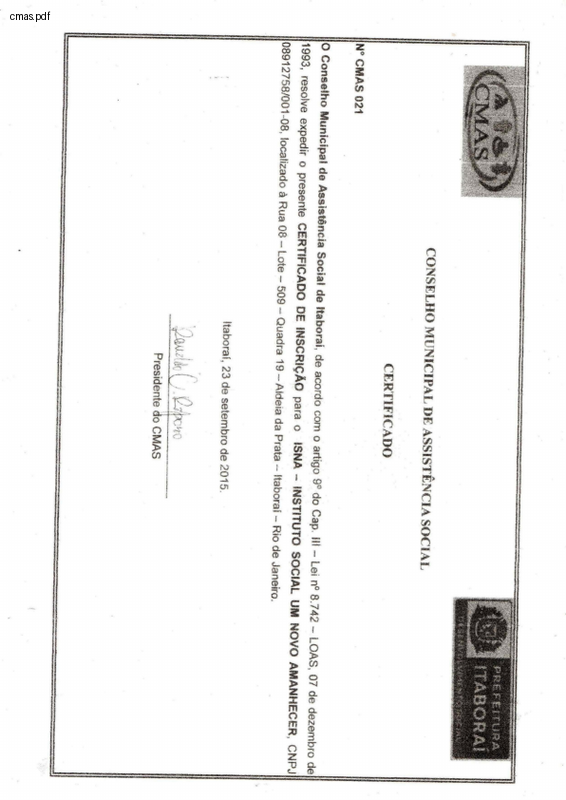 cmas.pdf
CMAS
PREFEITURA
ITABORAÍ
DESENVOLVIMENTO SOCIAL
CONSELHO MUNICIPAL DE ASSISTÊNCIA SOCIAL
CERTIFICADO
Nº CMAS 021
O Conselho Municipal de Assistência Social de Itaboraí, de acordo com o artigo 9º do Cap. III – Lei nº 8.742 – LOAS, 07 de dezembro de
1993, resolve expedir o presente CERTIFICADO DE INSCRIÇÃO para o ISNA – INSTITUTO SOCIAL UM NOVO AMANHECER, CNPJ
08912758/001-08, localizado à Rua 08 – Lote – 509 – Quadra 19 – Aldeia da Prata – Itaboraí – Rio de Janeiro.
Itaboraí, 23 de setembro de 2015.
Presidente do CMAS